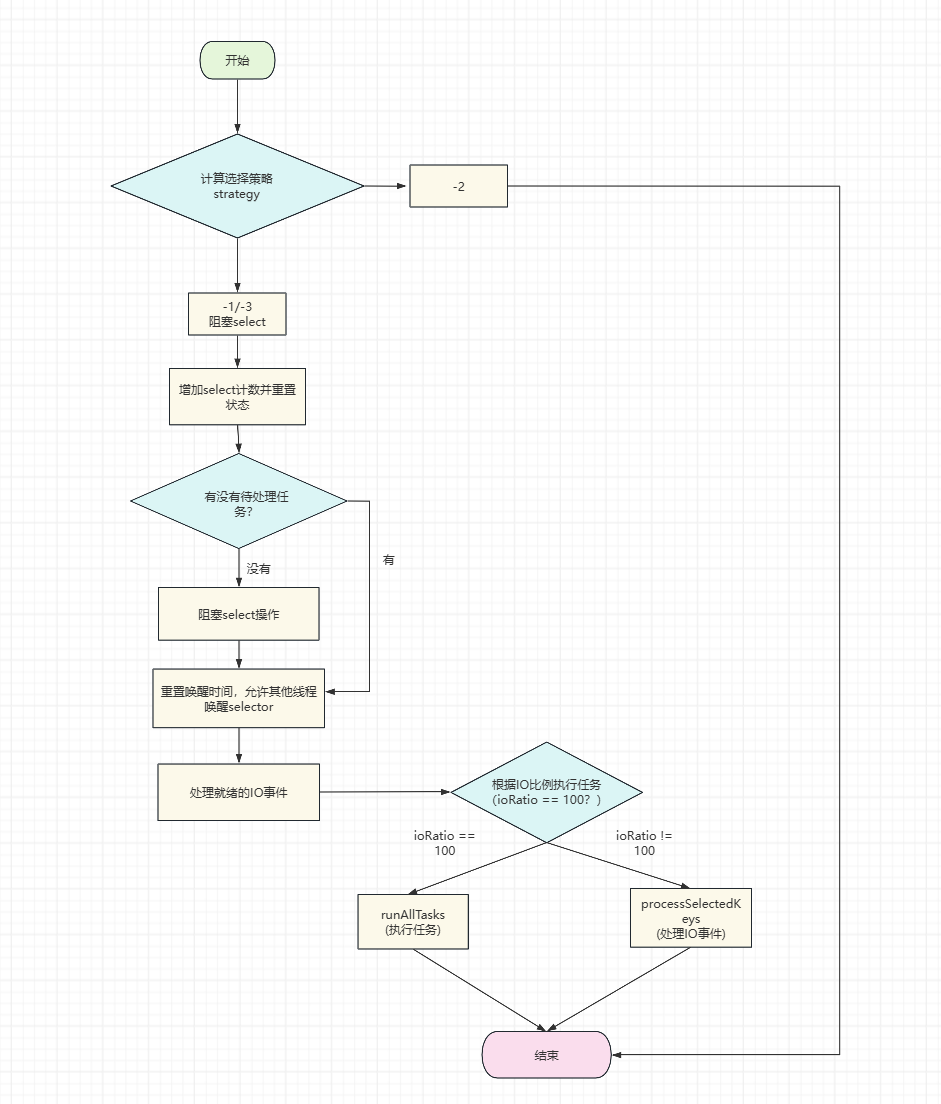 开始
计算选择策略
strategy
-2
-1/-3
阻塞select
增加select计数并重置
状态
有没有待处理任
务？
没有
有
阻塞select操作
重置唤醒时间，允许其他线程
唤醒selector
处理就绪的IO事件
根据IO比例执行任务
（ioRatio == 100？）
ioRatio ==
100
ioRatio !=
100
runAllTasks
(执行任务)
processSelectedK
eys
(处理IO事件)
结束